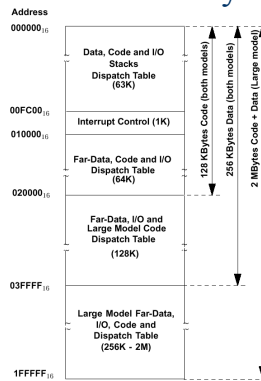 Address
000000₁₆
Data, Code and I/O
Stacks
Dispatch Table
(63K)
00FC00₁₆
Interrupt Control (1K)
010000₁₆
Far-Data, Code and I/O
Dispatch Table
(64K)
020000₁₆
Far-Data, I/O and
Large Model Code
Dispatch Table
(128K)
03FFFF₁₆
Large Model Far-Data,
I/O, Code and
Dispatch Table
(256K - 2M)
1FFFFF₁₆
128 KBytes Code (both models)
256 KBytes Data (both models)
2 MBytes Code + Data (Large model)